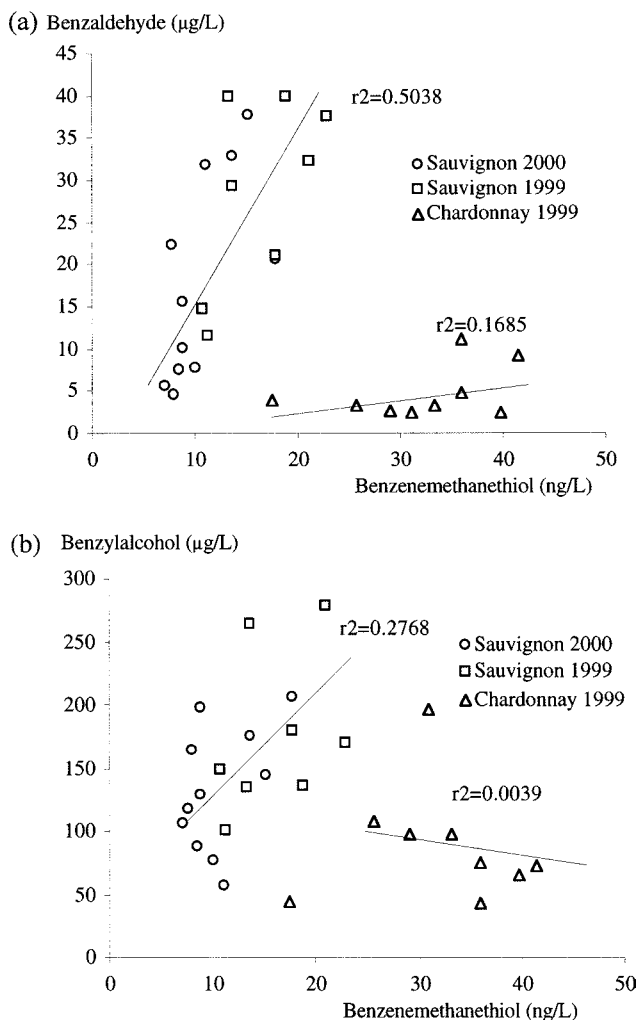 (a) Benzaldehyde (µg/L)
45
40
35
30
25
20
15
10
5
0
r2=0.5038
Sauvignon 2000
Sauvignon 1999
Chardonnay 1999
r2=0.1685
0 10 20 30 40 50
Benzenemethanethiol (ng/L)
(b) Benzylalcohol (µg/L)
300
250
200
150
100
50
0
r2=0.2768
Sauvignon 2000
Sauvignon 1999
Chardonnay 1999
r2=0.0039
0 10 20 30 40 50
Benzenemethanethiol (ng/L)